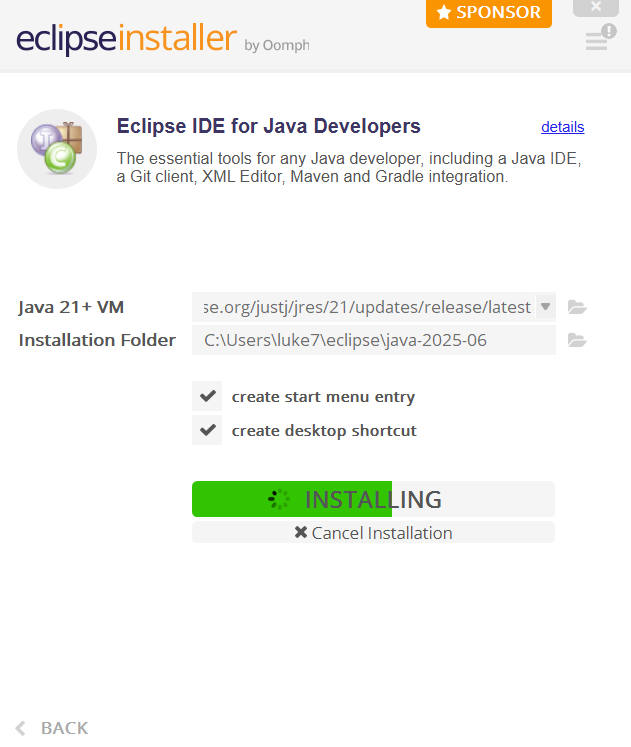 SPONSOR
eclipseinstaller by Oomph
Eclipse IDE for Java Developers
details
The essential tools for any Java developer, including a Java IDE,
a Git client, XML Editor, Maven and Gradle integration.
Java 21+ VM
se.org/justj/jres/21/updates/release/latest
Installation Folder
C:\Users\luke7\eclipse\java-2025-06
create start menu entry
create desktop shortcut
INSTALLING
Cancel Installation
BACK